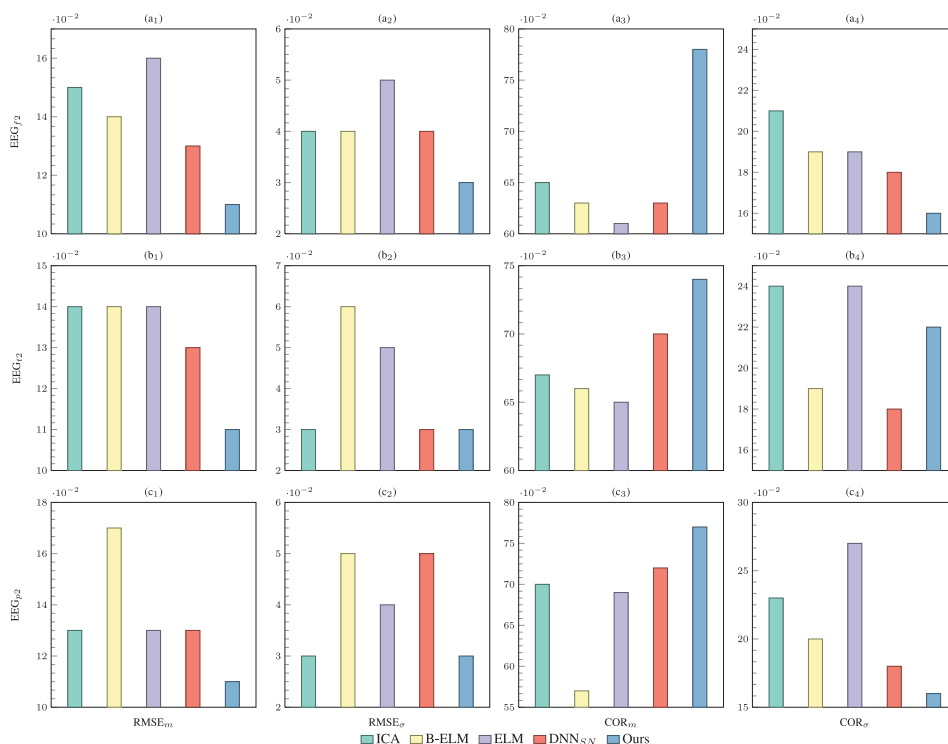 ·10⁻² (a₁) ·10⁻² (a₂) ·10⁻² (a₃) ·10⁻² (a₄)
16 14 12 10
6 5 4 3 2
80 70 65 60
24 22 20 18 16
EEG_f2
·10⁻² (b₁) ·10⁻² (b₂) ·10⁻² (b₃) ·10⁻² (b₄)
15 14 13 12 11 10
7 6 5 4 3 2
75 70 65 60
24 22 20 18 16
EEG_t2
·10⁻² (c₁) ·10⁻² (c₂) ·10⁻² (c₃) ·10⁻² (c₄)
18 16 14 12 10
6 5 4 3 2
80 70 65 60 55
30 25 20 15
EEG_p2
RMSE_m RMSE_σ COR_m COR_σ
ICA B-ELM ELM DNN_SN Ours